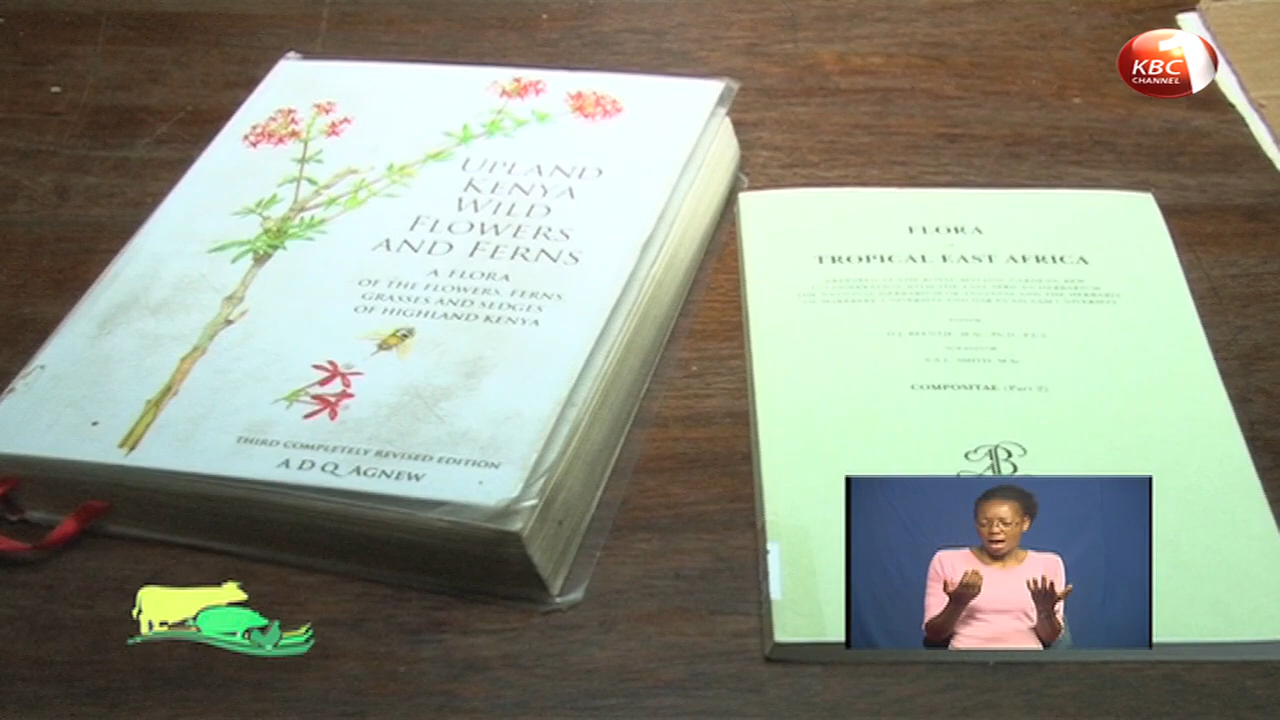 KBC 1
CHANNEL
UPLAND
KENYA
WILD
FLOWERS
AND FERNS
A FLORA
OF THE FLOWERS, FERNS,
GRASSES AND SEDGES
OF HIGHLAND KENYA
THIRD COMPLETELY REVISED EDITION
A D Q AGNEW
FLORA
TROPICAL EAST AFRICA
COMPOSITAE (Part 2)